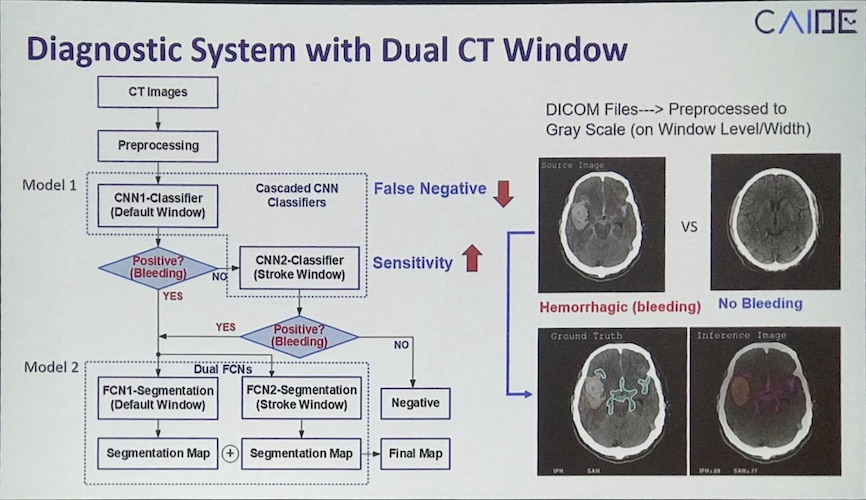 CAIDE
Diagnostic System with Dual CT Window
CT Images
Preprocessing
Model 1
CNN1-Classifier
(Default Window)
Cascaded CNN
Classifiers
False Negative
Positive?
(Bleeding)
NO
YES
CNN2-Classifier
(Stroke Window)
Sensitivity
Positive?
(Bleeding)
YES
NO
Model 2
Dual FCNs
FCN1-Segmentation
(Default Window)
FCN2-Segmentation
(Stroke Window)
Negative
Segmentation Map
+
Segmentation Map
Final Map
DICOM Files---> Preprocessed to
Gray Scale (on Window Level/Width)
Source Image
VS
Hemorrhagic (bleeding)
No Bleeding
Ground Truth
Inference Image
IPH
SAH